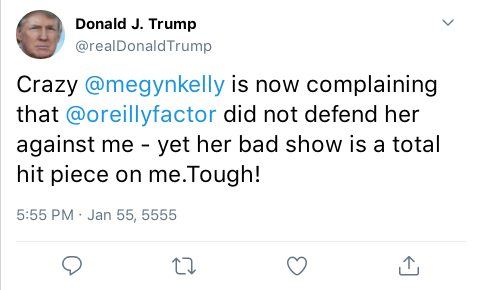 Donald J. Trump
@realDonaldTrump
Crazy @megynkelly is now complaining
that @oreillyfactor did not defend her
against me - yet her bad show is a total
hit piece on me.Tough!
5:55 PM · Jan 55, 5555